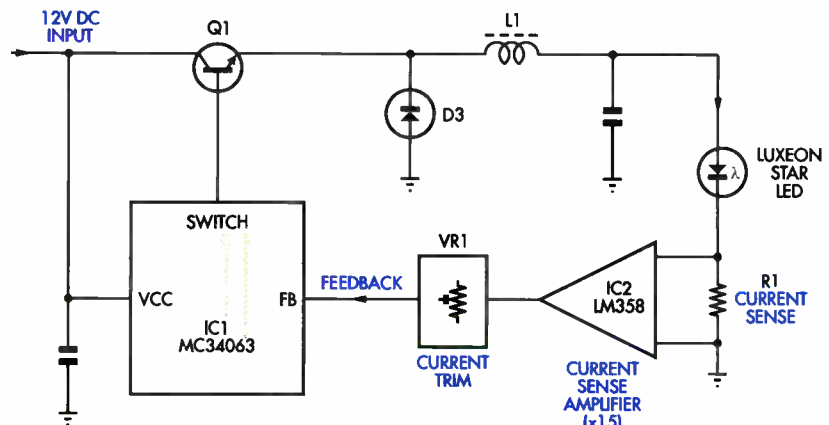 12V DC
INPUT
Q1
L1
D3
LUXEON
STAR
LED
λ
SWITCH
VCC
FB
IC1
MC34063
FEEDBACK
VR1
CURRENT
TRIM
IC2
LM358
R1
CURRENT
SENSE
CURRENT
SENSE
AMPLIFIER
(x15)